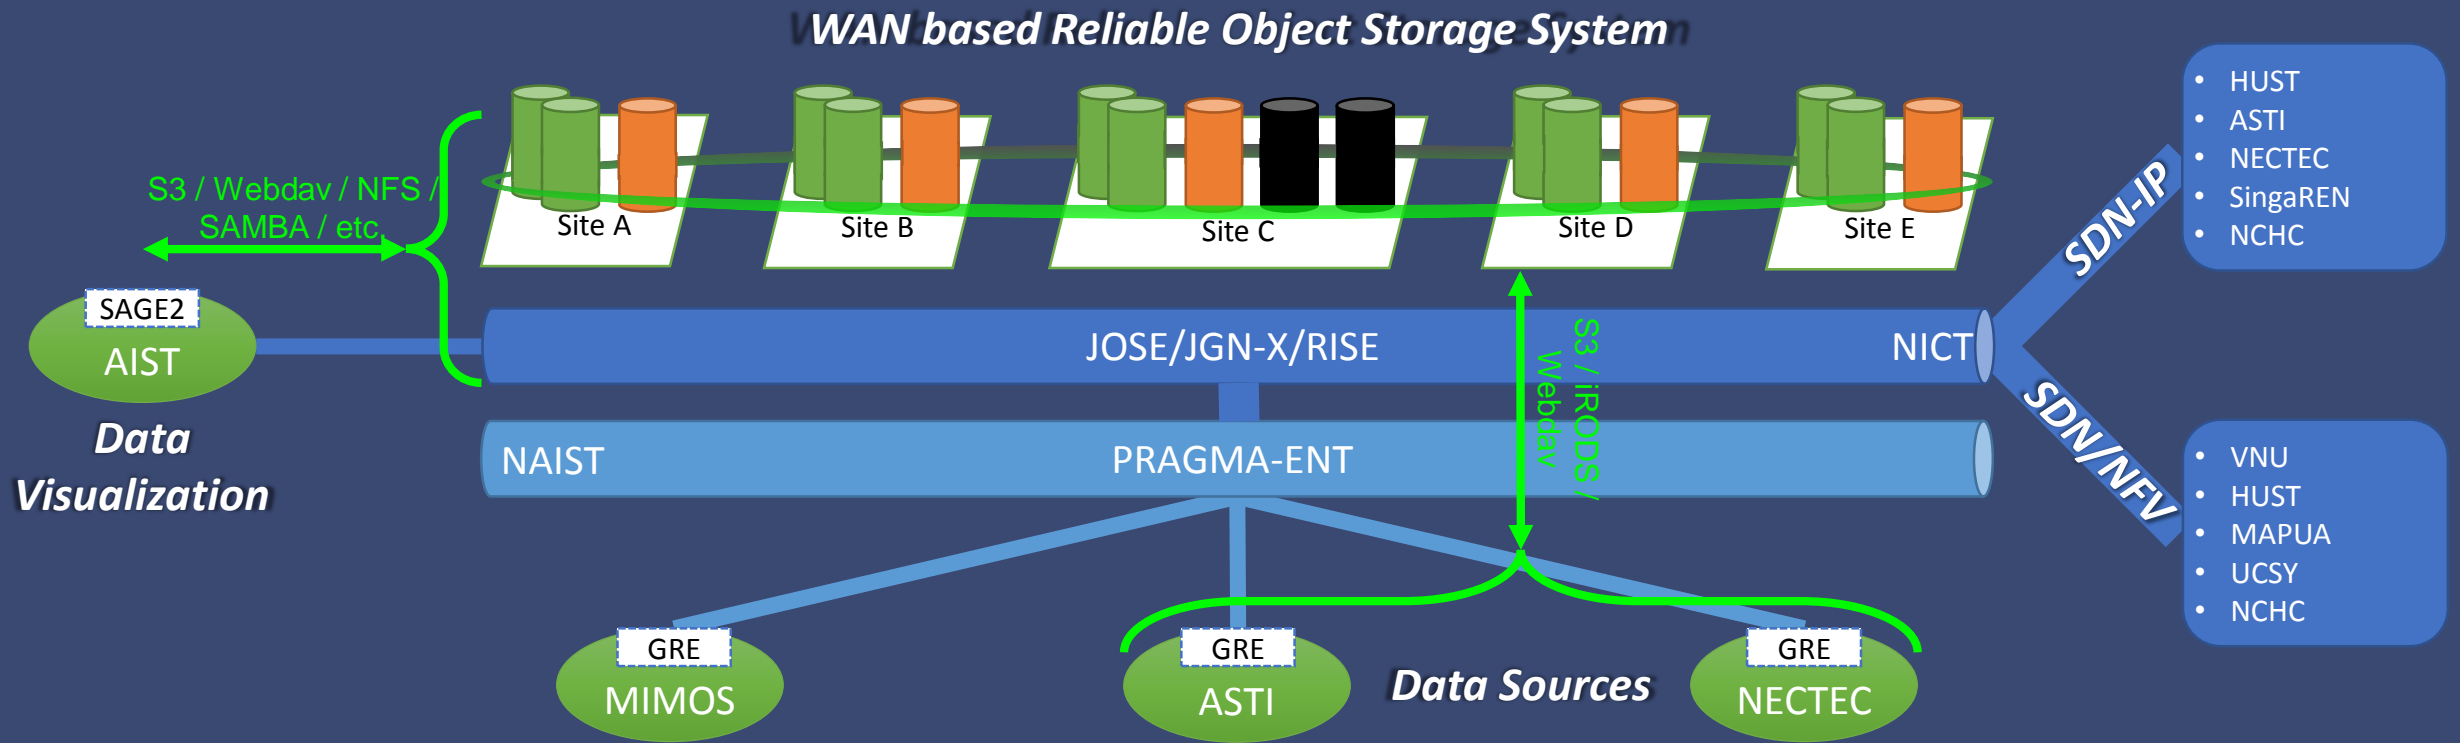 WAN based Reliable Object Storage System
S3 / Webdav / NFS /
SAMBA / etc.
Site A
Site B
Site C
Site D
Site E
SAGE2
AIST
Data
Visualization
JOSE/JGN-X/RISE
NICT
NAIST
PRAGMA-ENT
S3 / iRODS /
Webdav
SDN-IP
• HUST
• ASTI
• NECTEC
• SingaREN
• NCHC
SDN/NFV
• VNU
• HUST
• MAPUA
• UCSY
• NCHC
GRE
MIMOS
GRE
ASTI
Data Sources
GRE
NECTEC